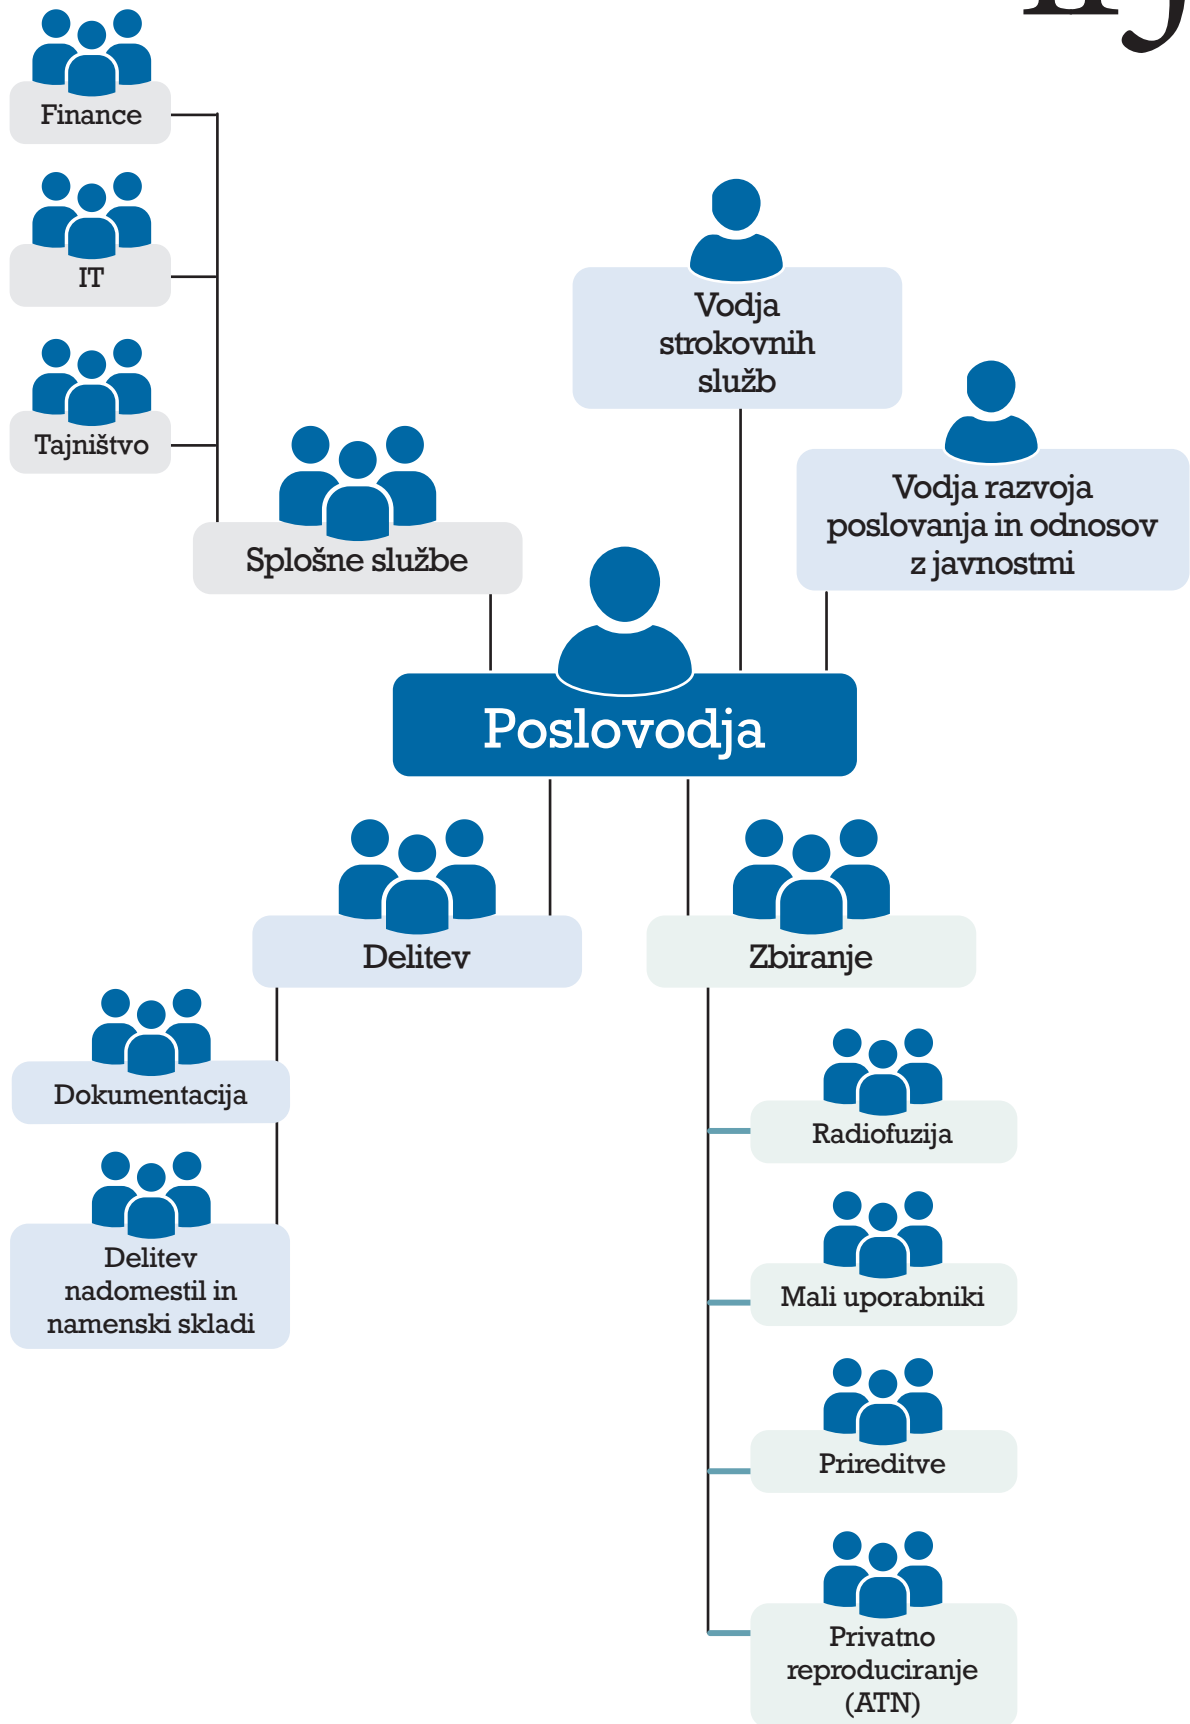 Finance
IT
Tajništvo
Splošne službe
Vodja
strokovnih
služb
Vodja razvoja
poslovanja in odnosov
z javnostmi
Poslovodja
Delitev
Zbiranje
Dokumentacija
Delitev
nadomestil in
namenski skladi
Radiofuzija
Mali uporabniki
Prireditve
Privatno
reproduciranje
(ATN)